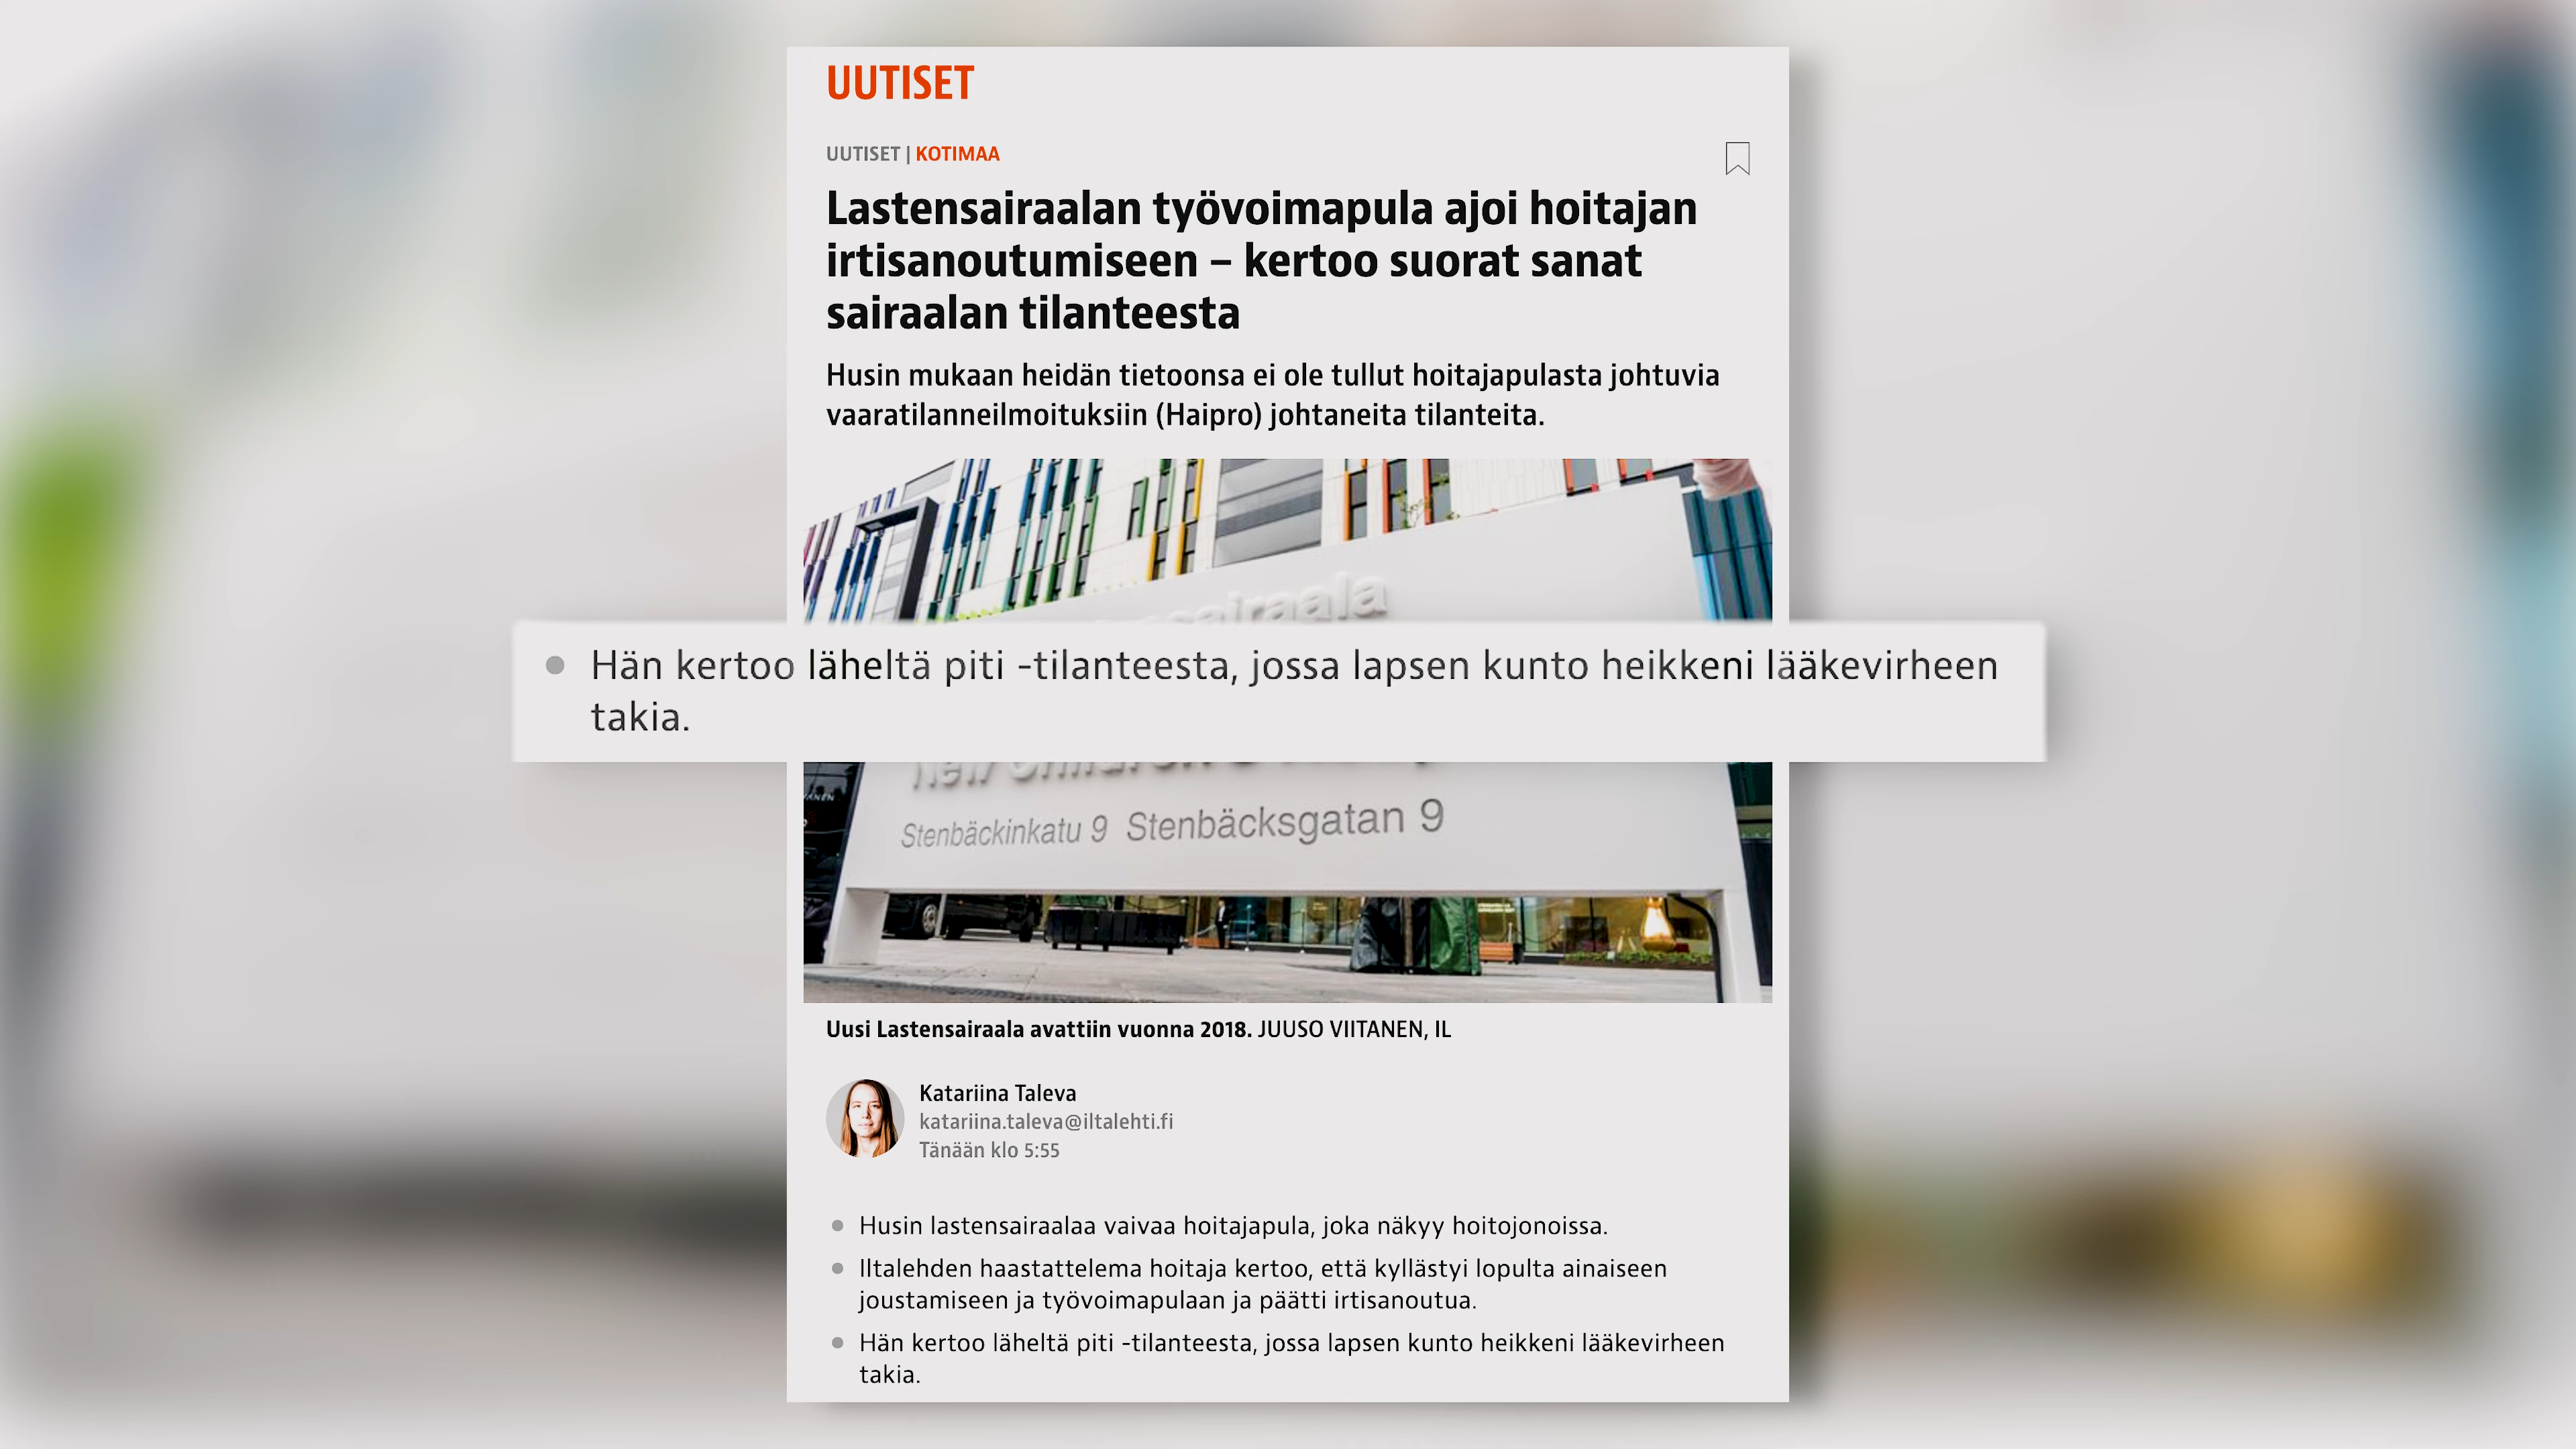 UUTISET
UUTISET | KOTIMAA
Lastensairaalan työvoimapula ajoi hoitajan
irtisanoutumiseen – kertoo suorat sanat
sairaalan tilanteesta
Husin mukaan heidän tietoonsa ei ole tullut hoitajapulasta johtuvia
vaaratilanneilmoituksiin (Haipro) johtaneita tilanteita.
Hän kertoo läheltä piti -tilanteesta, jossa lapsen kunto heikkeni lääkevirheen
takia.
Stenbäckinkatu 9 Stenbäcksgatan 9
Uusi Lastensairaala avattiin vuonna 2018. JUUSO VIITANEN, IL
Katariina Taleva
katariina.taleva@iltalehti.fi
Tänään klo 5:55
Husin lastensairaalaa vaivaa hoitajapula, joka näkyy hoitojonoissa.
Iltalehden haastattelema hoitaja kertoo, että kyllästyi lopulta ainaiseen
joustamiseen ja työvoimapulaan ja päätti irtisanoutua.
Hän kertoo läheltä piti -tilanteesta, jossa lapsen kunto heikkeni lääkevirheen
takia.